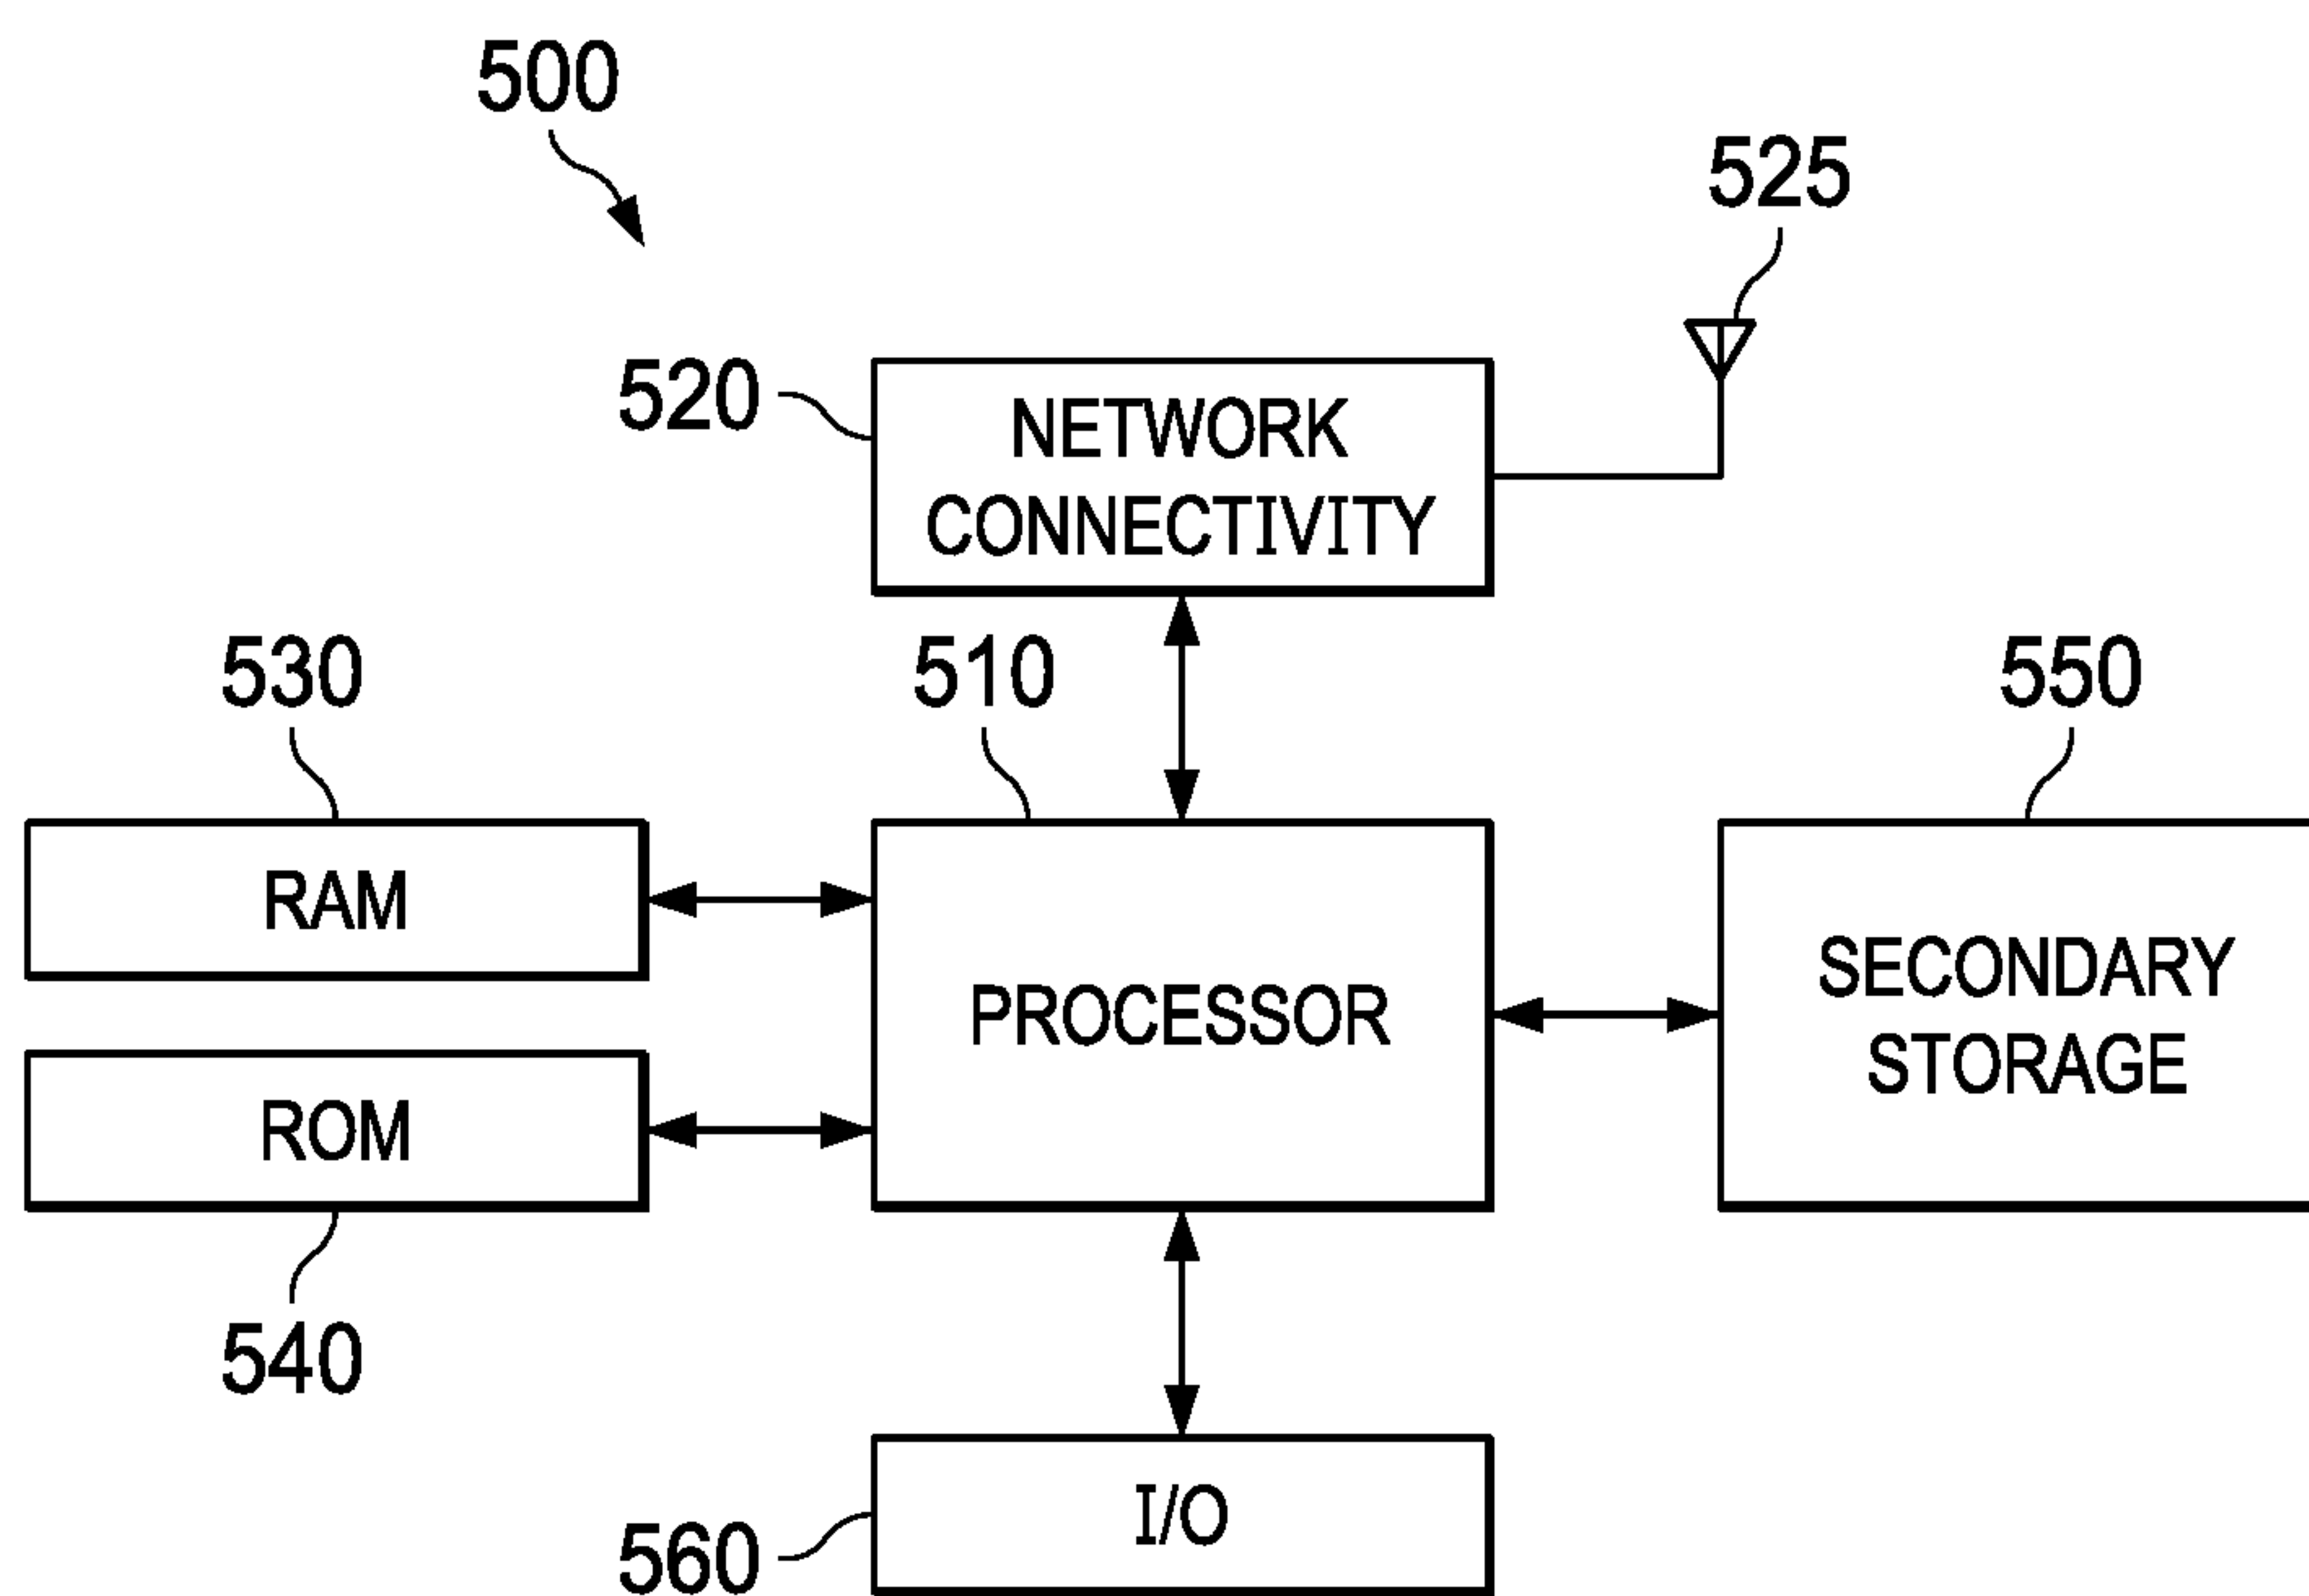 500
525
520
NETWORK
CONNECTIVITY
530
510
550
RAM
PROCESSOR
SECONDARY
STORAGE
ROM
540
I/O
560